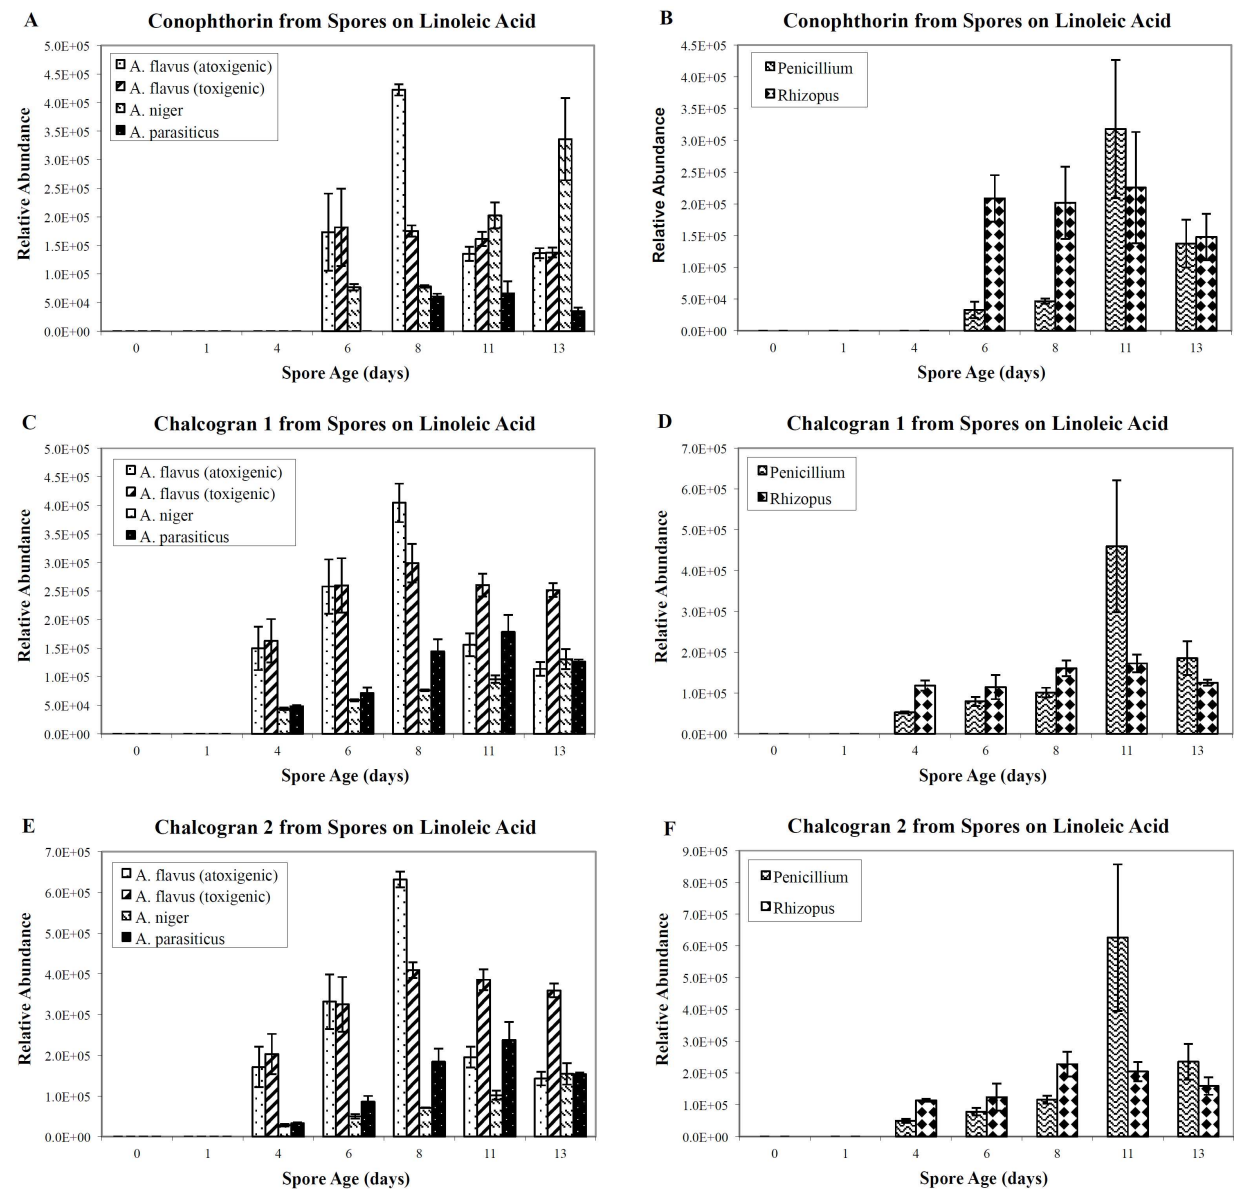 A
Conophthorin from Spores on Linoleic Acid
Relative Abundance
5.0E+05
4.5E+05
4.0E+05
3.5E+05
3.0E+05
2.5E+05
2.0E+05
1.5E+05
1.0E+05
5.0E+04
0.0E+00
A. flavus (atoxigenic)
A. flavus (toxigenic)
A. niger
A. parasiticus
0 1 4 6 8 11 13
Spore Age (days)
B
Conophthorin from Spores on Linoleic Acid
Relative Abundance
4.5E+05
4.0E+05
3.5E+05
3.0E+05
2.5E+05
2.0E+05
1.5E+05
1.0E+05
5.0E+04
0.0E+00
Penicillium
Rhizopus
0 1 4 6 8 11 13
Spore Age (days)
C
Chalcogran 1 from Spores on Linoleic Acid
Relative Abundance
5.0E+05
4.5E+05
4.0E+05
3.5E+05
3.0E+05
2.5E+05
2.0E+05
1.5E+05
1.0E+05
5.0E+04
0.0E+00
A. flavus (atoxigenic)
A. flavus (toxigenic)
A. niger
A. parasiticus
0 1 4 6 8 11 13
Spore Age (days)
D
Chalcogran 1 from Spores on Linoleic Acid
Relative Abundance
7.0E+05
6.0E+05
5.0E+05
4.0E+05
3.0E+05
2.0E+05
1.0E+05
0.0E+00
Penicillium
Rhizopus
0 1 4 6 8 11 13
Spore Age (days)
E
Chalcogran 2 from Spores on Linoleic Acid
Relative Abundance
7.0E+05
6.0E+05
5.0E+05
4.0E+05
3.0E+05
2.0E+05
1.0E+05
0.0E+00
A. flavus (atoxigenic)
A. flavus (toxigenic)
A. niger
A. parasiticus
0 1 4 6 8 11 13
Spore Age (days)
F
Chalcogran 2 from Spores on Linoleic Acid
Relative Abundance
9.0E+05
8.0E+05
7.0E+05
6.0E+05
5.0E+05
4.0E+05
3.0E+05
2.0E+05
1.0E+05
0.0E+00
Penicillium
Rhizopus
0 1 4 6 8 11 13
Spore Age (days)